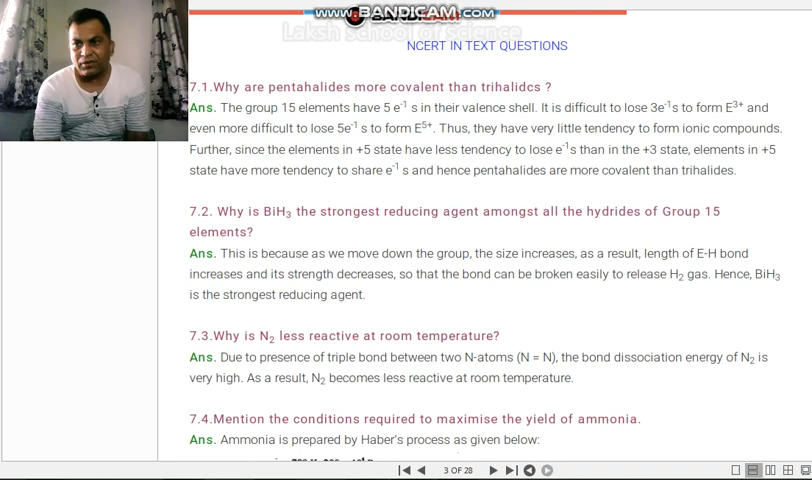 www.BANDICAM.com
Laksh school of science
NCERT IN TEXT QUESTIONS
7.1.Why are pentahalides more covalent than trihalidcs ?
Ans. The group 15 elements have 5 e⁻¹ s in their valence shell. It is difficult to lose 3e⁻¹s to form E³⁺ and
even more difficult to lose 5e⁻¹ s to form E⁵⁺. Thus, they have very little tendency to form ionic compounds.
Further, since the elements in +5 state have less tendency to lose e⁻¹s than in the +3 state, elements in +5
state have more tendency to share e⁻¹ s and hence pentahalides are more covalent than trihalides.
7.2. Why is BiH₃ the strongest reducing agent amongst all the hydrides of Group 15
elements?
Ans. This is because as we move down the group, the size increases, as a result, length of E-H bond
increases and its strength decreases, so that the bond can be broken easily to release H₂ gas. Hence, BiH₃
is the strongest reducing agent.
7.3.Why is N₂ less reactive at room temperature?
Ans. Due to presence of triple bond between two N-atoms (N = N), the bond dissociation energy of N₂ is
very high. As a result, N₂ becomes less reactive at room temperature.
7.4.Mention the conditions required to maximise the yield of ammonia.
Ans. Ammonia is prepared by Haber's process as given below:
3 OF 28